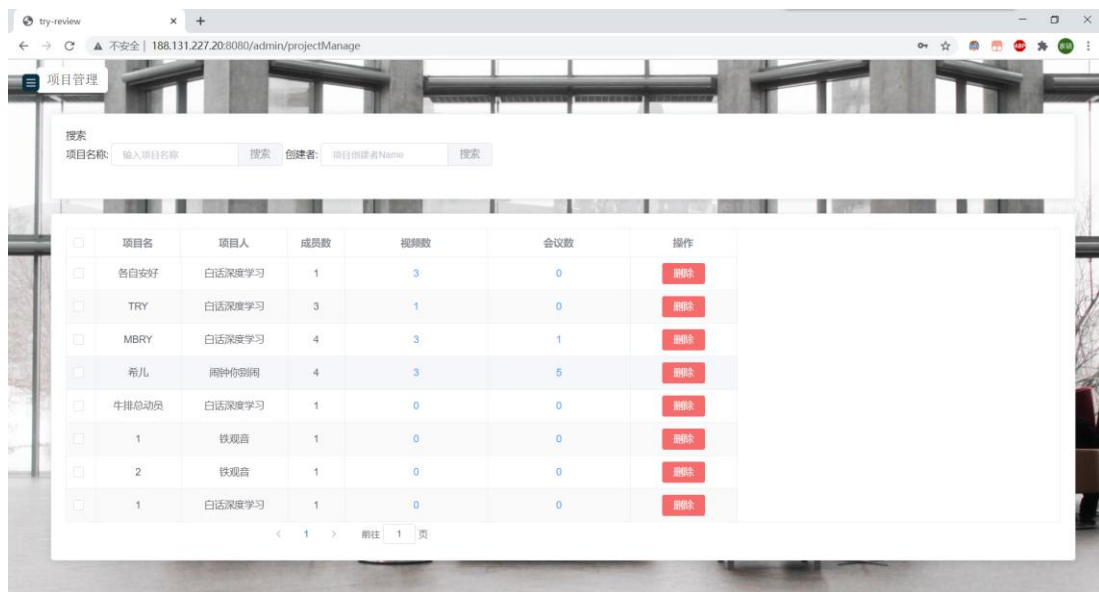 try-review
不安全 | 188.131.227.20:8080/admin/projectManage
项目管理
搜索
项目名称: 输入项目名称 搜索 创建者: 项目创建者Name 搜索
项目名 项目人 成员数 视频数 会议数 操作
各自安好 白话深度学习 1 3 0 删除
TRY 白话深度学习 3 1 0 删除
MBRY 白话深度学习 4 3 1 删除
希儿 闹钟你别闹 4 3 5 删除
牛排总动员 白话深度学习 1 0 0 删除
1 铁观音 1 0 0 删除
2 铁观音 1 0 0 删除
1 白话深度学习 1 0 0 删除
1 前往 1 页